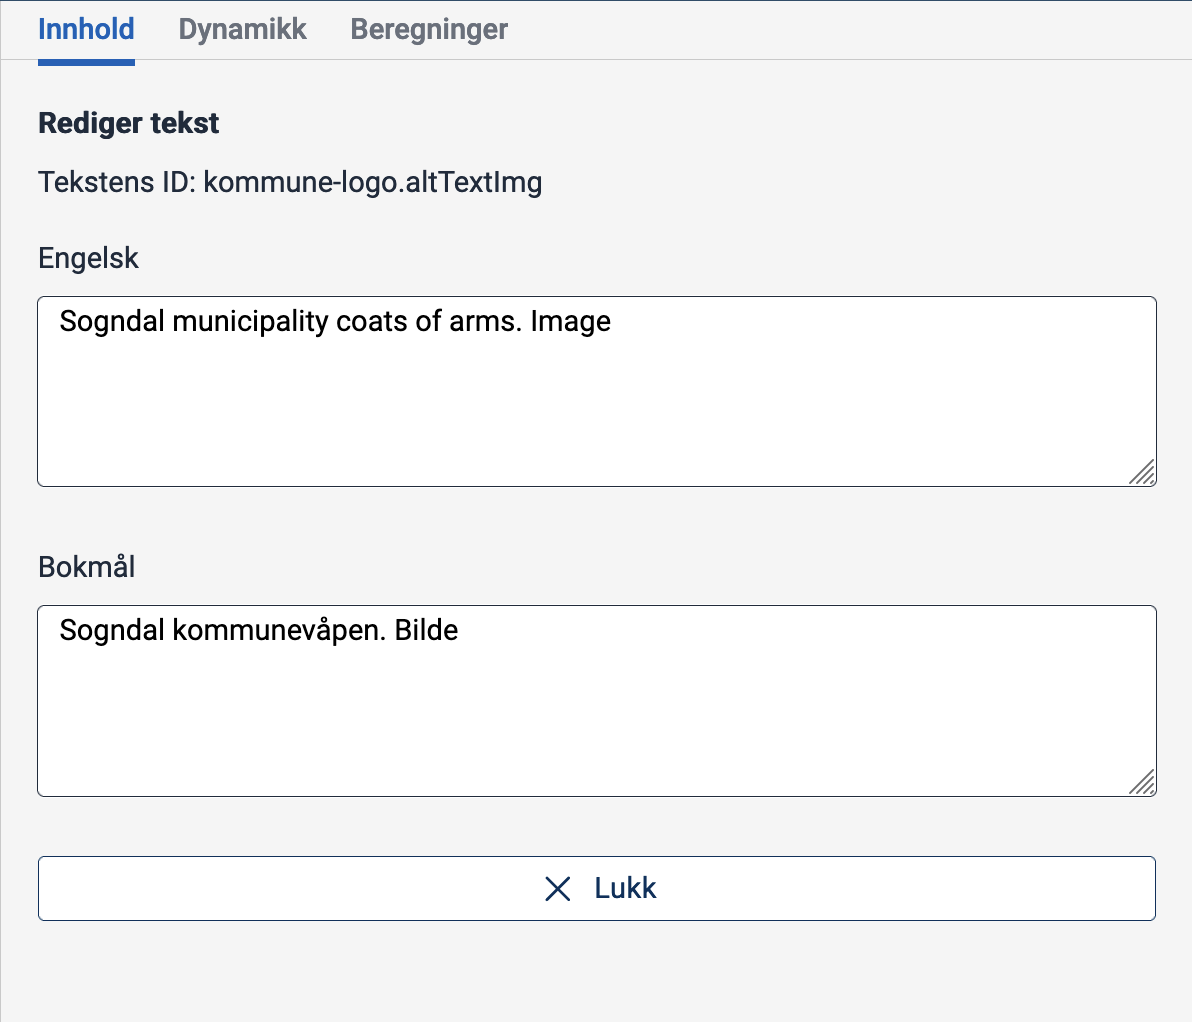 Innhold Dynamikk Beregninger
Rediger tekst
Tekstens ID: kommune-logo.altTextImg
Engelsk
Sogndal municipality coats of arms. Image
Bokmål
Sogndal kommunevåpen. Bilde
Lukk